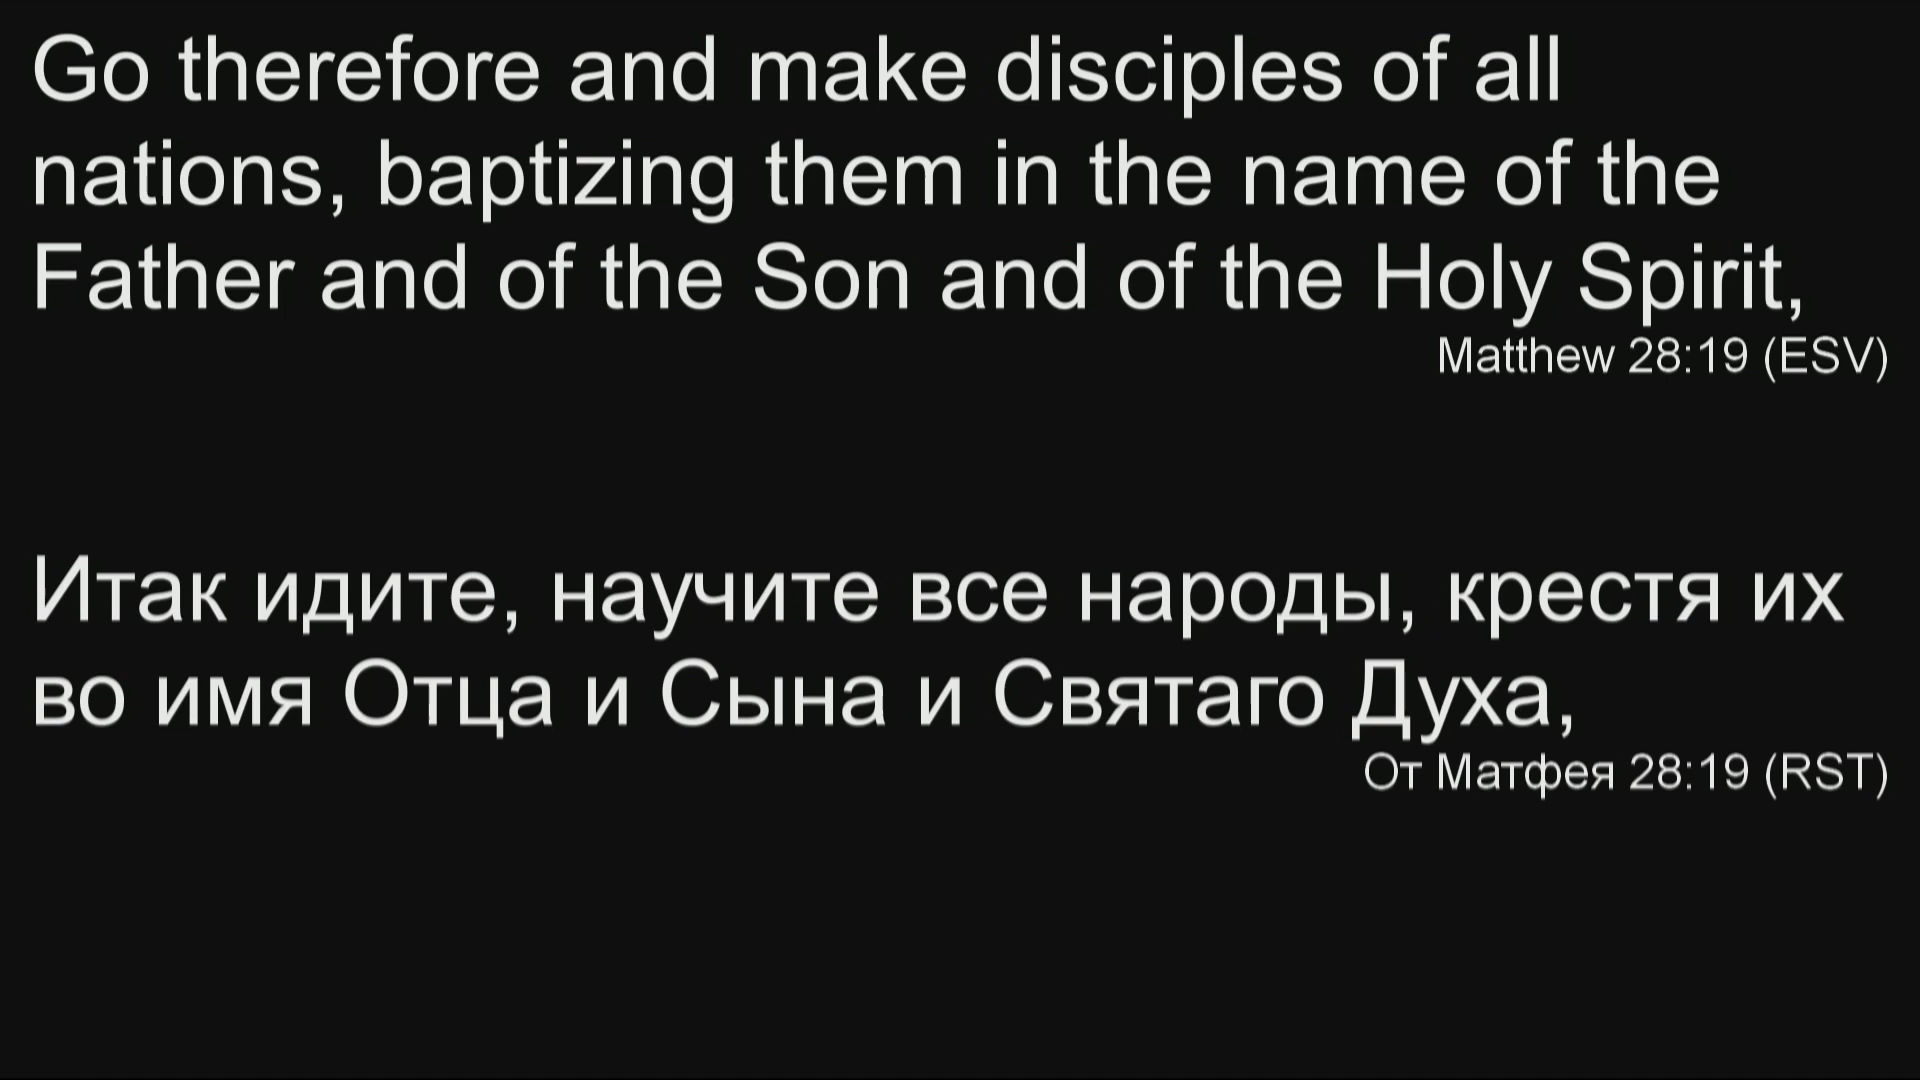 Go therefore and make disciples of all
nations, baptizing them in the name of the
Father and of the Son and of the Holy Spirit,
Matthew 28:19 (ESV)
Итак идите, научите все народы, крестя их
во имя Отца и Сына и Святаго Духа,
От Матфея 28:19 (RST)